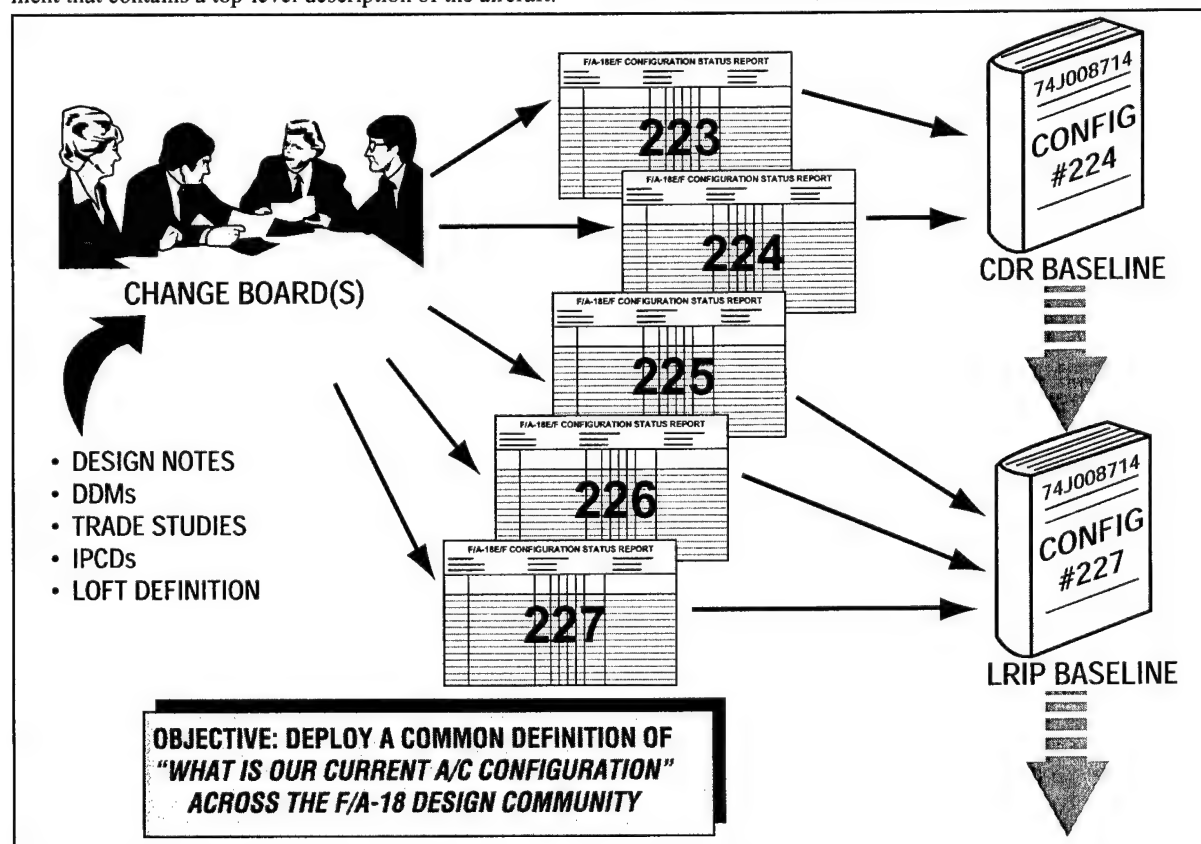 ment that contains a top-level description of the aircraft.
F/A-18E/F CONFIGURATION STATUS REPORT
223
F/A-18E/F CONFIGURATION STATUS REPORT
224
F/A-18E/F CONFIGURATION STATUS REPORT
225
F/A-18E/F CONFIGURATION STATUS REPORT
226
F/A-18E/F CONFIGURATION STATUS REPORT
227
74J008714
CONFIG
#224
CDR BASELINE
74J008714
CONFIG
#227
LRIP BASELINE
CHANGE BOARD(S)
• DESIGN NOTES
• DDMs
• TRADE STUDIES
• IPCDs
• LOFT DEFINITION
OBJECTIVE: DEPLOY A COMMON DEFINITION OF
"WHAT IS OUR CURRENT A/C CONFIGURATION"
ACROSS THE F/A-18 DESIGN COMMUNITY